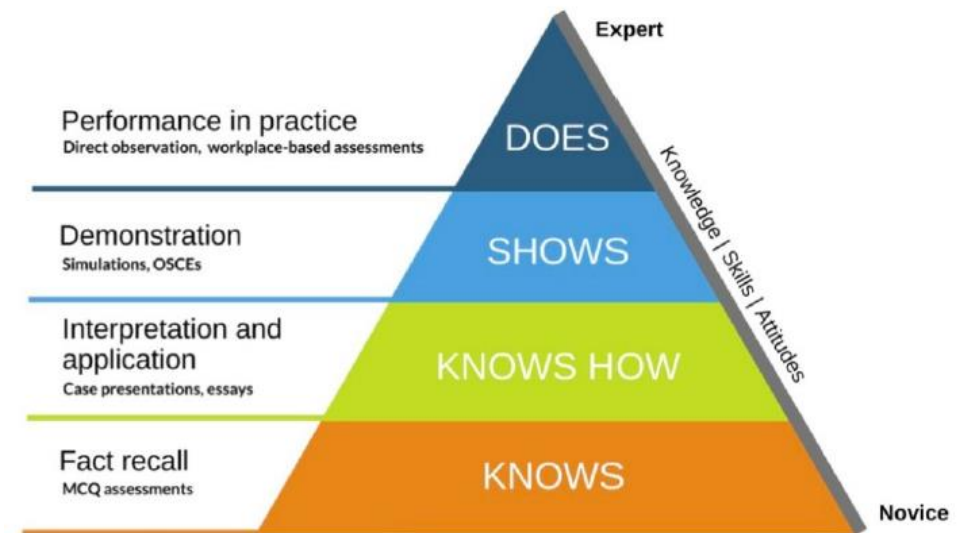 Expert
Performance in practice
Direct observation, workplace-based assessments
DOES
Knowledge | Skills | Attitudes
Demonstration
Simulations, OSCEs
SHOWS
Interpretation and
application
Case presentations, essays
KNOWS HOW
Fact recall
MCQ assessments
KNOWS
Novice